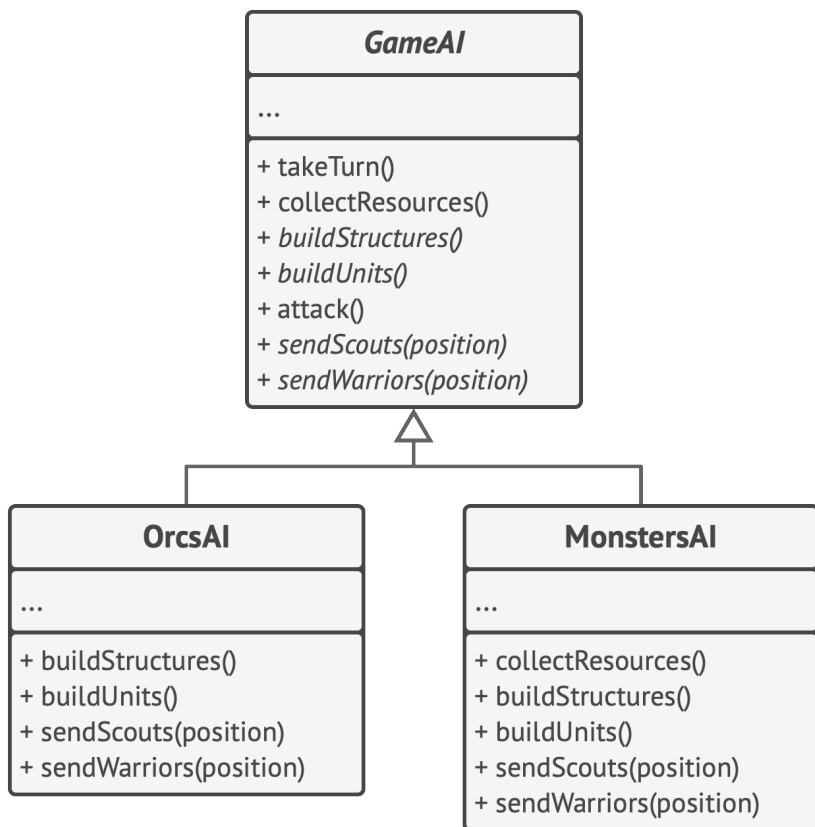 GameAI
...
+ takeTurn()
+ collectResources()
+ buildStructures()
+ buildUnits()
+ attack()
+ sendScouts(position)
+ sendWarriors(position)
OrcsAI
...
+ buildStructures()
+ buildUnits()
+ sendScouts(position)
+ sendWarriors(position)
MonstersAI
...
+ collectResources()
+ buildStructures()
+ buildUnits()
+ sendScouts(position)
+ sendWarriors(position)